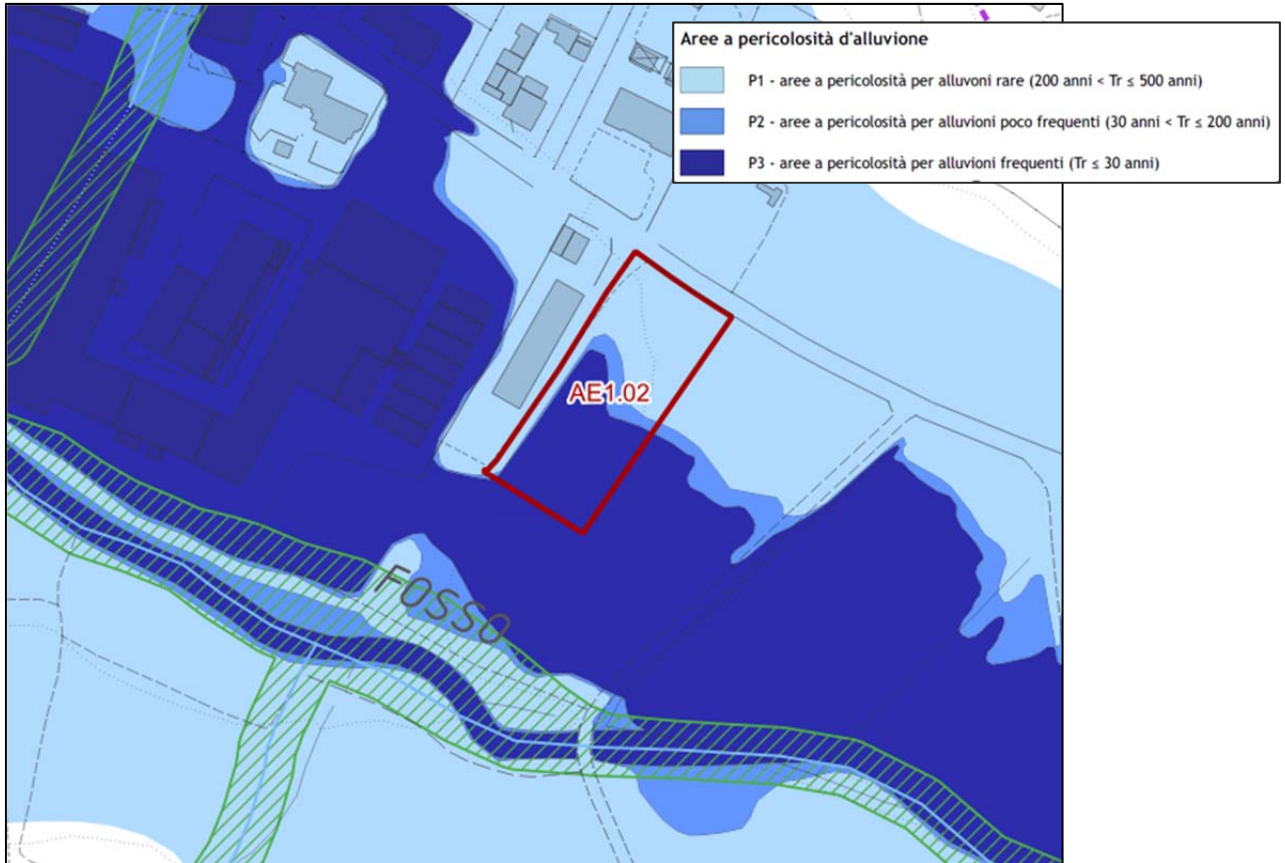 Aree a pericolosità d'alluvione
P1 - aree a pericolosità per alluvoni rare (200 anni < Tr ≤ 500 anni)
P2 - aree a pericolosità per alluvioni poco frequenti (30 anni < Tr ≤ 200 anni)
P3 - aree a pericolosità per alluvioni frequenti (Tr ≤ 30 anni)
AE1.02
FOSSO